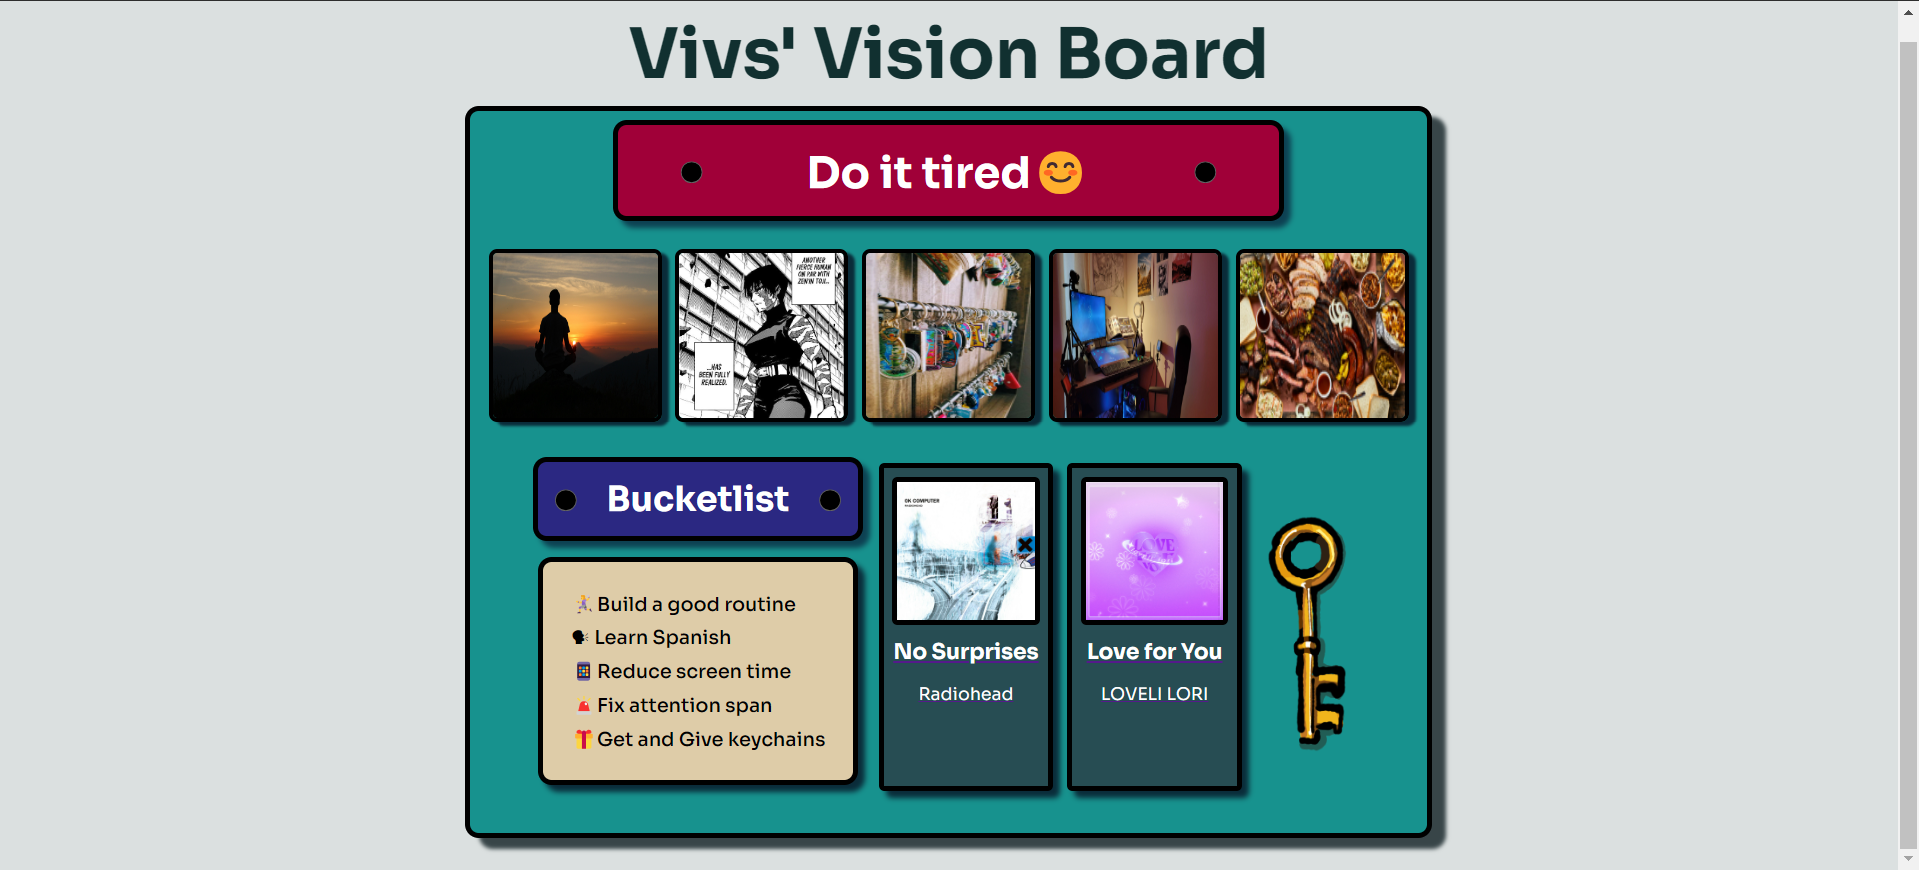 Vivs' Vision Board
Do it tired 😊
ANOTHER
FIERCE HUMAN
ON PAR WITH
ZEN'IN TOJI...
...HAS
BEEN FULLY
REALIZED.
Bucketlist
Build a good routine
Learn Spanish
Reduce screen time
Fix attention span
Get and Give keychains
OK COMPUTER
No Surprises
Radiohead
LOVE
Love for You
LOVELI LORI